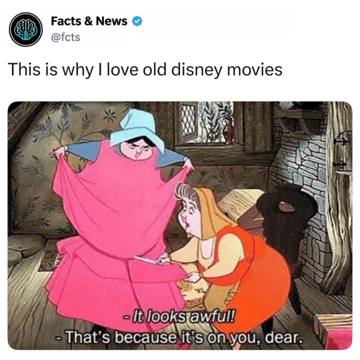 Facts & News
@fcts
This is why I love old disney movies
- It looks awful!
- That's because it's on you, dear.